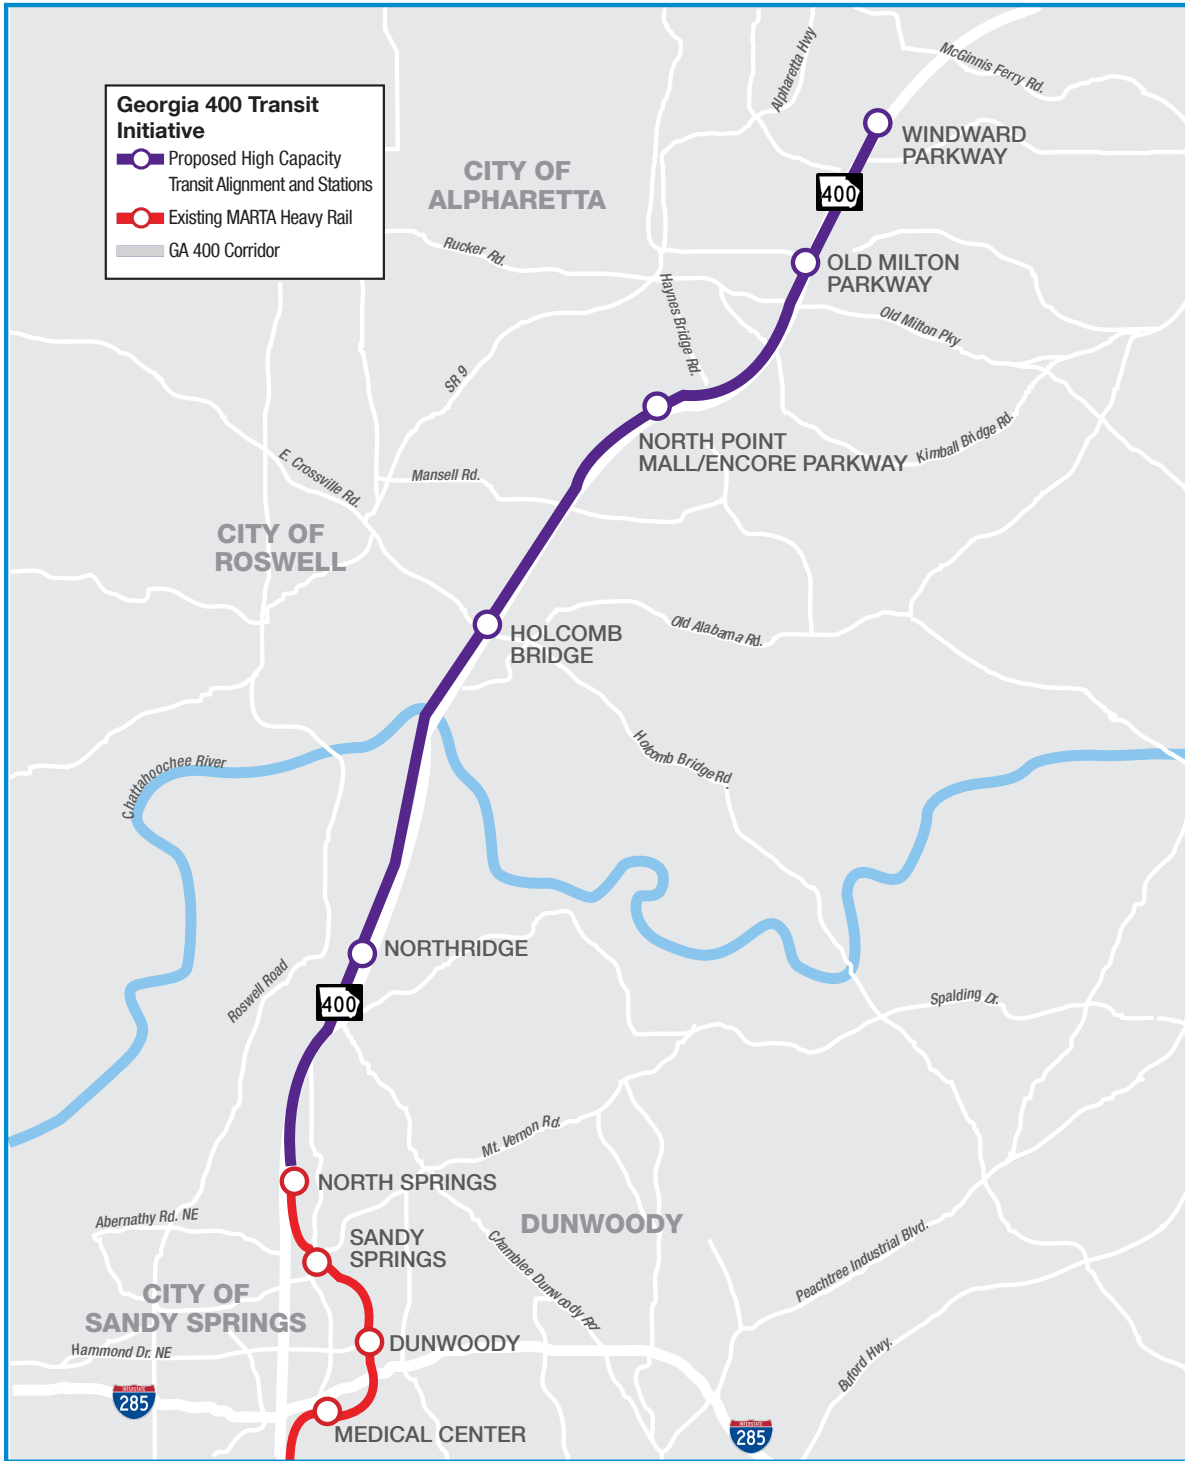 McGinnis Ferry Rd.
Alpharetta Hwy
Georgia 400 Transit
Initiative
Proposed High Capacity
Transit Alignment and Stations
Existing MARTA Heavy Rail
GA 400 Corridor
WINDWARD
PARKWAY
CITY OF
ALPHARETTA
400
Rucker Rd.
OLD MILTON
PARKWAY
Haynes Bridge Rd.
Old Milton Pky
SR 9
NORTH POINT
MALL/ENCORE PARKWAY
Kimball Bridge Rd.
E. Crossville Rd.
Mansell Rd.
CITY OF
ROSWELL
HOLCOMB
BRIDGE
Old Alabama Rd.
Holcomb Bridge Rd
Chattahoochee River
NORTHRIDGE
Roswell Road
400
Spalding Dr.
Mt. Vernon Rd.
NORTH SPRINGS
Abernathy Rd. NE
DUNWOODY
SANDY
SPRINGS
Chamblee Dunwoody Rd
Peachtree Industrial Blvd.
CITY OF
SANDY SPRINGS
DUNWOODY
Hammond Dr. NE
Buford Hwy.
INTERSTATE
285
MEDICAL CENTER
INTERSTATE
285